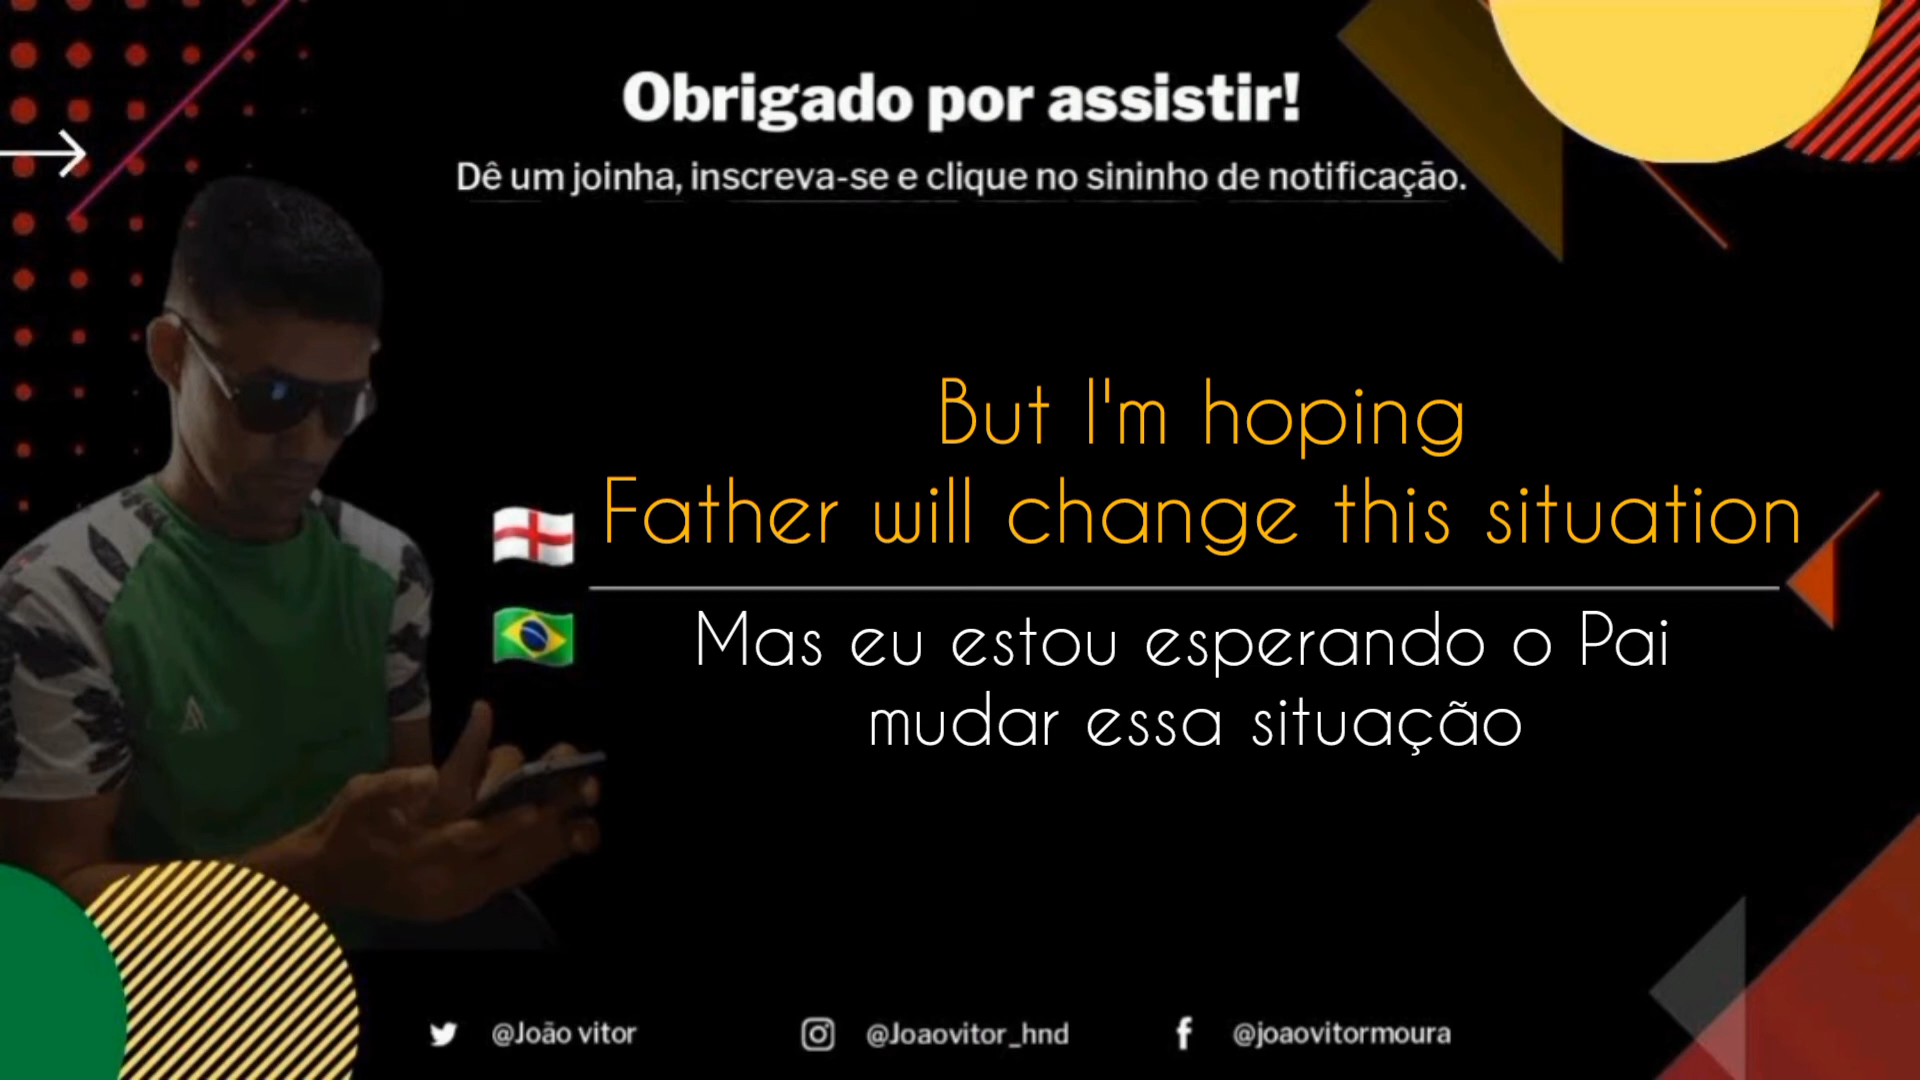 Obrigado por assistir!
Dê um joinha, inscreva-se e clique no sininho de notificação.
But I'm hoping
Father will change this situation
Mas eu estou esperando o Pai
mudar essa situação
@João vitor
@Joaovitor_hnd
@joaovitormoura